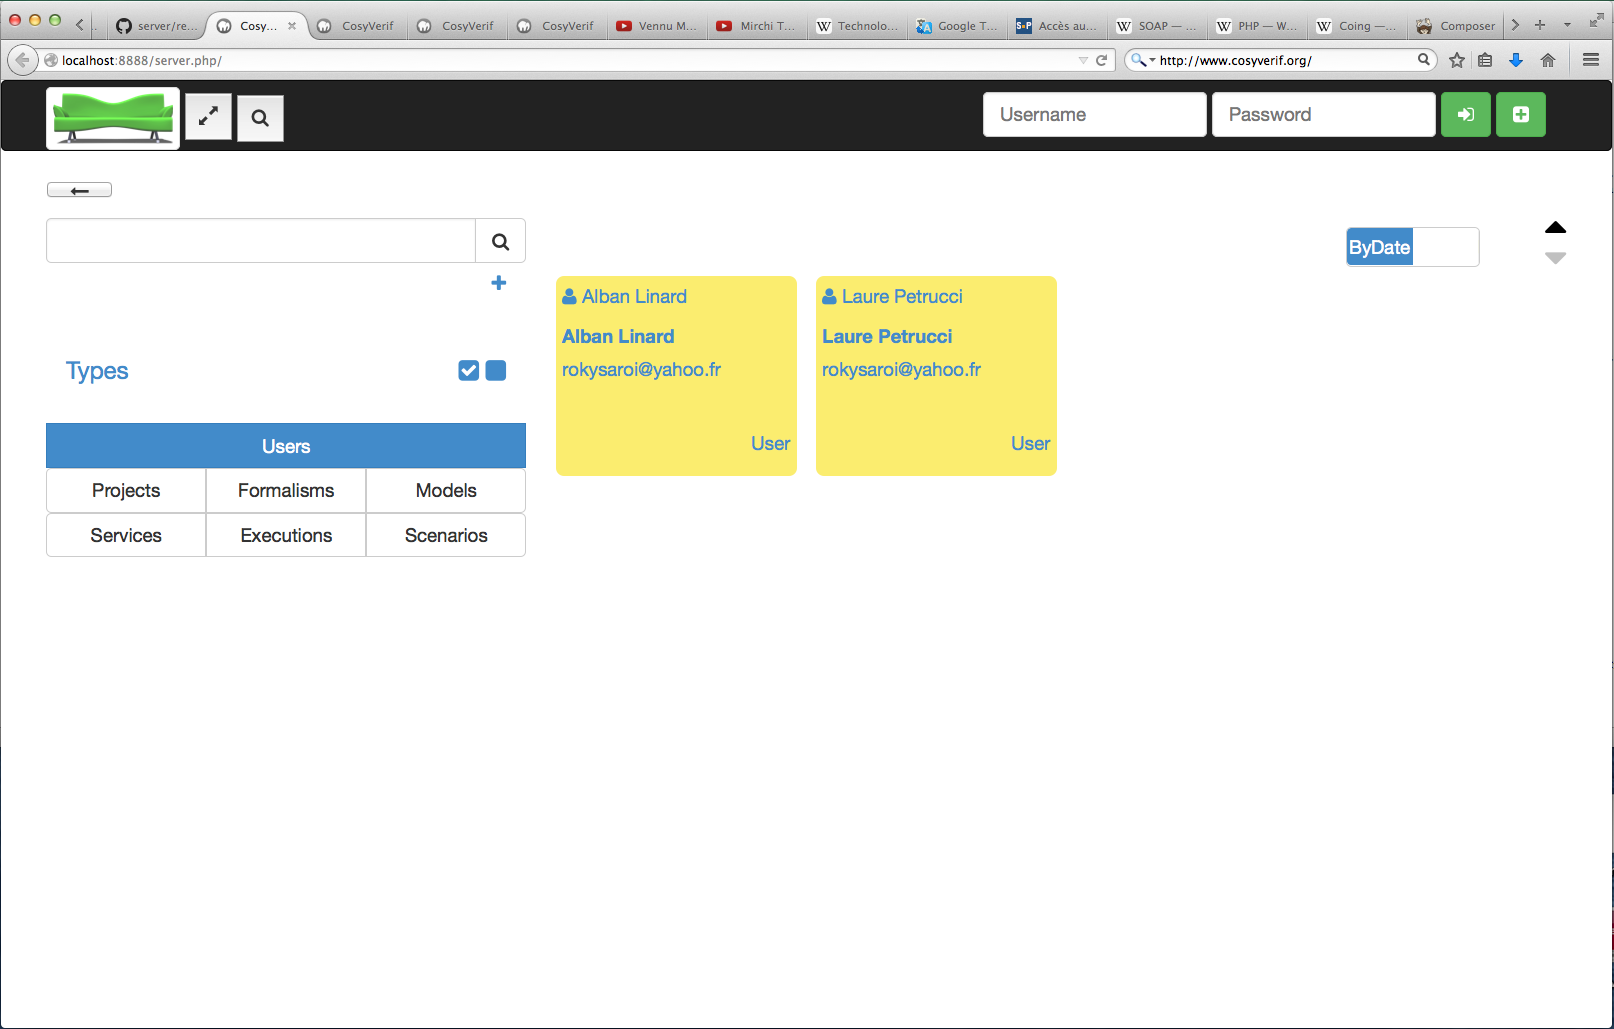 server/re...
Cosy...
CosyVerif
CosyVerif
CosyVerif
Vennu M...
Mirchi T...
Technolo...
Google T...
Accès au...
SOAP — ...
PHP — W...
Coing —...
Composer
localhost:8888/server.php/
http://www.cosyverif.org/
Username
Password
ByDate
Types
Users
Projects
Formalisms
Models
Services
Executions
Scenarios
Alban Linard
Alban Linard
rokysaroi@yahoo.fr
User
Laure Petrucci
Laure Petrucci
rokysaroi@yahoo.fr
User